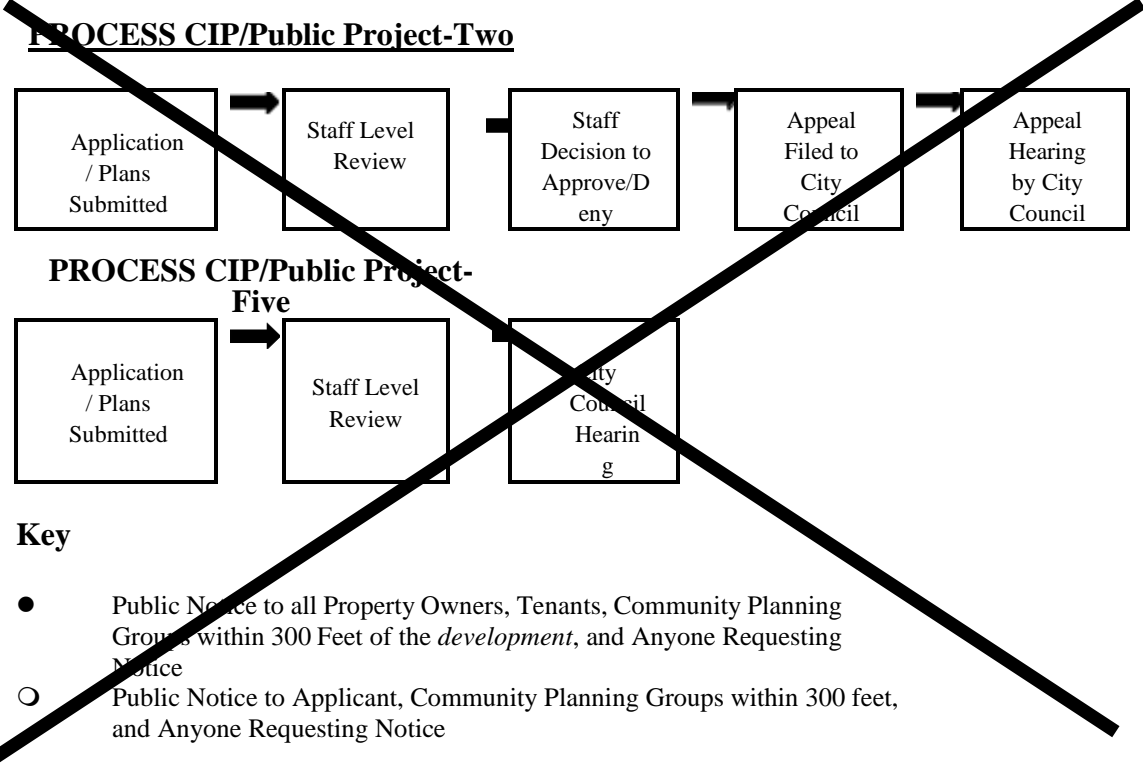 PROCESS CIP/Public Project-Two
Application
/ Plans
Submitted
Staff Level
Review
Staff
Decision to
Approve/D
eny
Appeal
Filed to
City
Council
Appeal
Hearing
by City
Council
PROCESS CIP/Public Project-
Five
Application
/ Plans
Submitted
Staff Level
Review
City
Council
Hearin
g
Key
● Public Notice to all Property Owners, Tenants, Community Planning
Groups within 300 Feet of the development, and Anyone Requesting
Notice
❍ Public Notice to Applicant, Community Planning Groups within 300 feet,
and Anyone Requesting Notice